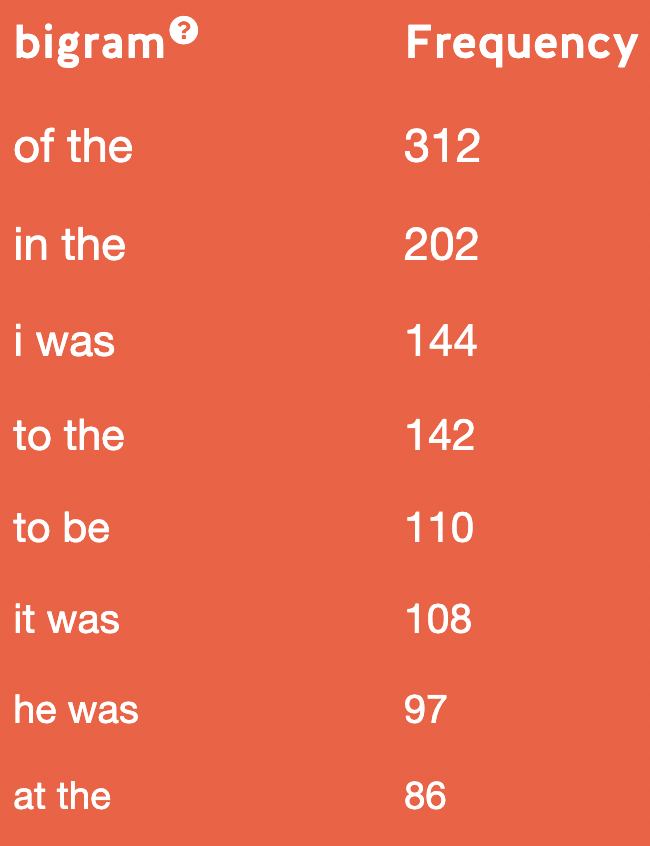 bigram ? Frequency
of the 312
in the 202
i was 144
to the 142
to be 110
it was 108
he was 97
at the 86